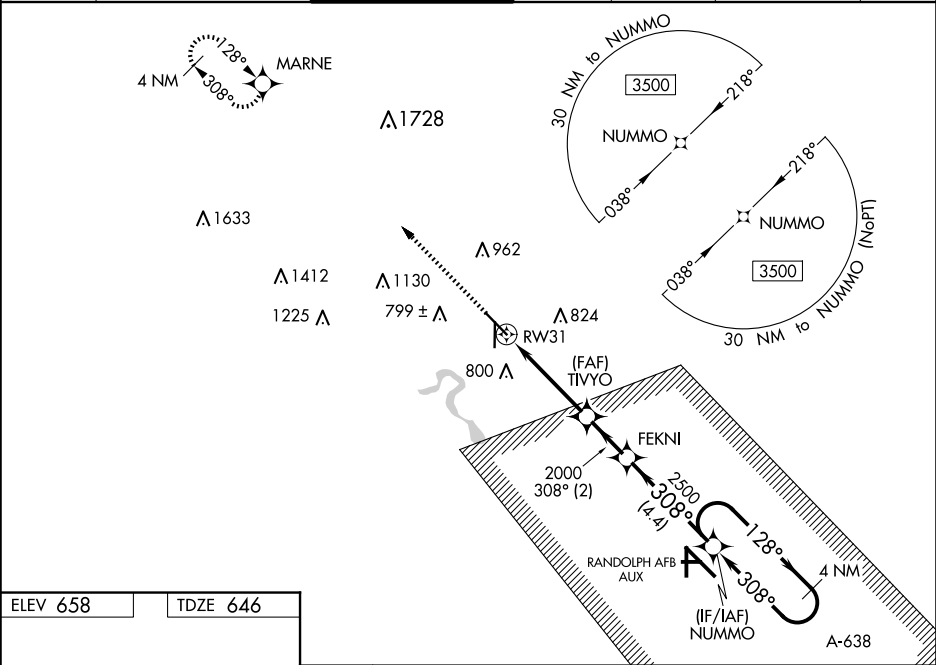 128°
308°
4 NM
MARNE
1728
30 NM to NUMMO
3500
218°
NUMMO
038°
218°
NUMMO
038°
3500
30 NM to NUMMO (NoPT)
1633
962
1412
1130
1225
799 ±
824
RW31
800
(FAF)
TIVYO
FEKNI
2000
308° (2)
2500
308°
(4.4)
128°
308°
4 NM
RANDOLPH AFB
AUX
(IF/IAF)
NUMMO
A-638
ELEV 658
TDZE 646